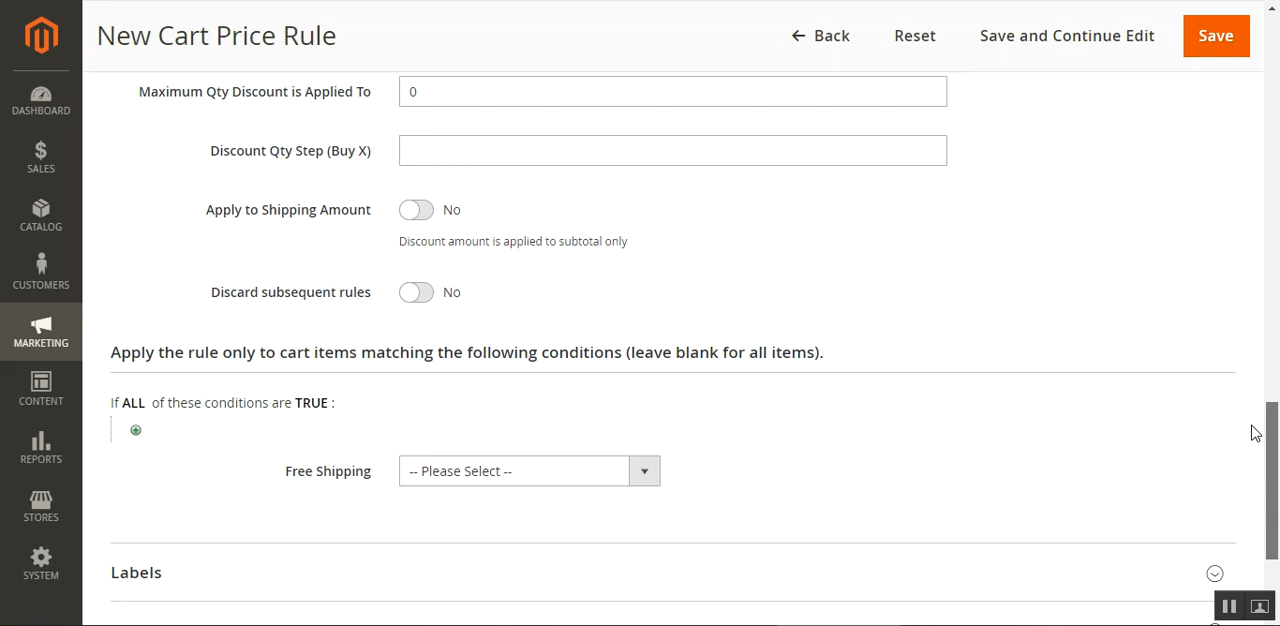 New Cart Price Rule
← Back
Reset
Save and Continue Edit
Save
DASHBOARD
SALES
CATALOG
CUSTOMERS
MARKETING
CONTENT
REPORTS
STORES
SYSTEM
Maximum Qty Discount is Applied To
0
Discount Qty Step (Buy X)
Apply to Shipping Amount
No
Discount amount is applied to subtotal only
Discard subsequent rules
No
Apply the rule only to cart items matching the following conditions (leave blank for all items).
If ALL of these conditions are TRUE :
Free Shipping
-- Please Select --
Labels